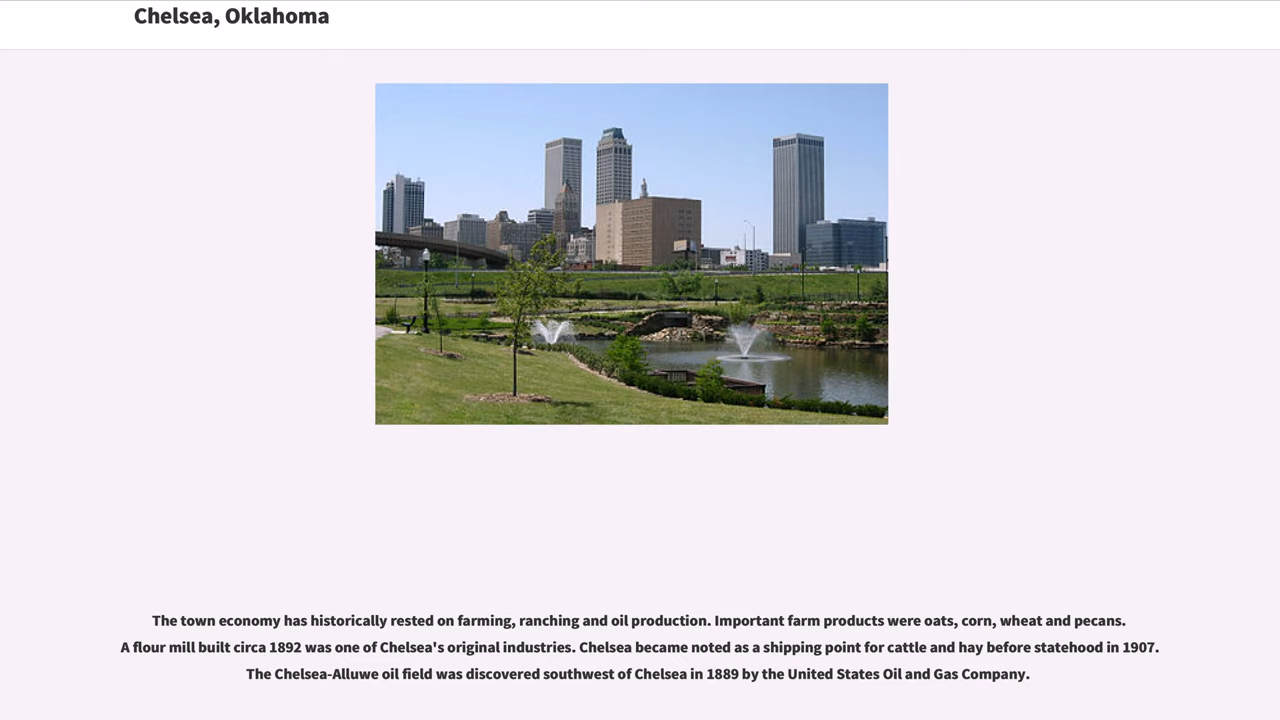 Chelsea, Oklahoma
The town economy has historically rested on farming, ranching and oil production. Important farm products were oats, corn, wheat and pecans.
A flour mill built circa 1892 was one of Chelsea's original industries. Chelsea became noted as a shipping point for cattle and hay before statehood in 1907.
The Chelsea-Alluwe oil field was discovered southwest of Chelsea in 1889 by the United States Oil and Gas Company.